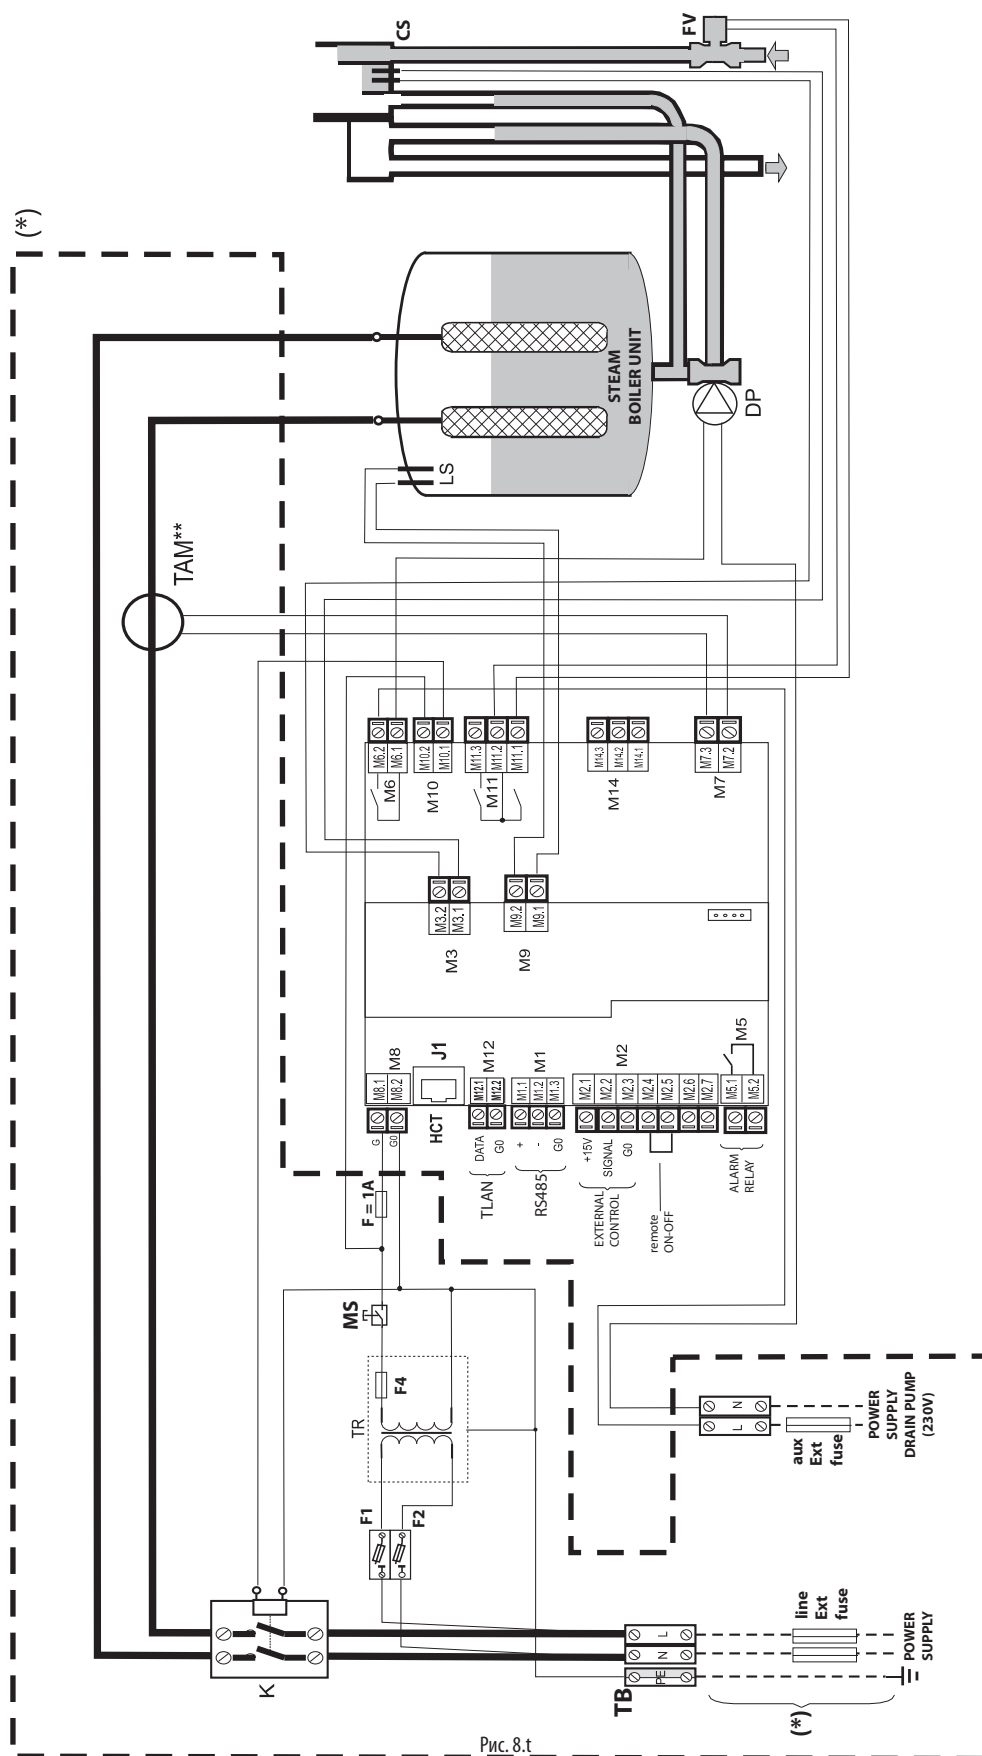 CS
FV
(*)
STEAM
BOILER UNIT
LS
DP
TAM**
M6.2
M6.1
M6
M10.2
M10.1
M10
M11.3
M11.2
M11.1
M11
M14.3
M14.2
M14.1
M14
M7.3
M7.2
M7
M3.2
M3.1
M3
M9.2
M9.1
M9
M8.1
M8.2
M8
G
G0
J1
HCT
M12.1
M12.2
M12
DATA
G0
TLAN
M1.1
M1.2
M1.3
M1
+
-
G0
RS485
M2.1
M2.2
M2.3
M2.4
M2.5
M2.6
M2.7
M2
+15V
SIGNAL
G0
EXTERNAL
CONTROL
remote
ON-OFF
M5.1
M5.2
M5
ALARM
RELAY
F = 1A
MS
F4
TR
F1
F2
K
L
N
PE
TB
line
Ext
fuse
POWER
SUPPLY
(*)
N
L
aux
Ext
fuse
POWER
SUPPLY
DRAIN PUMP
(230V)
Рис. 8.t